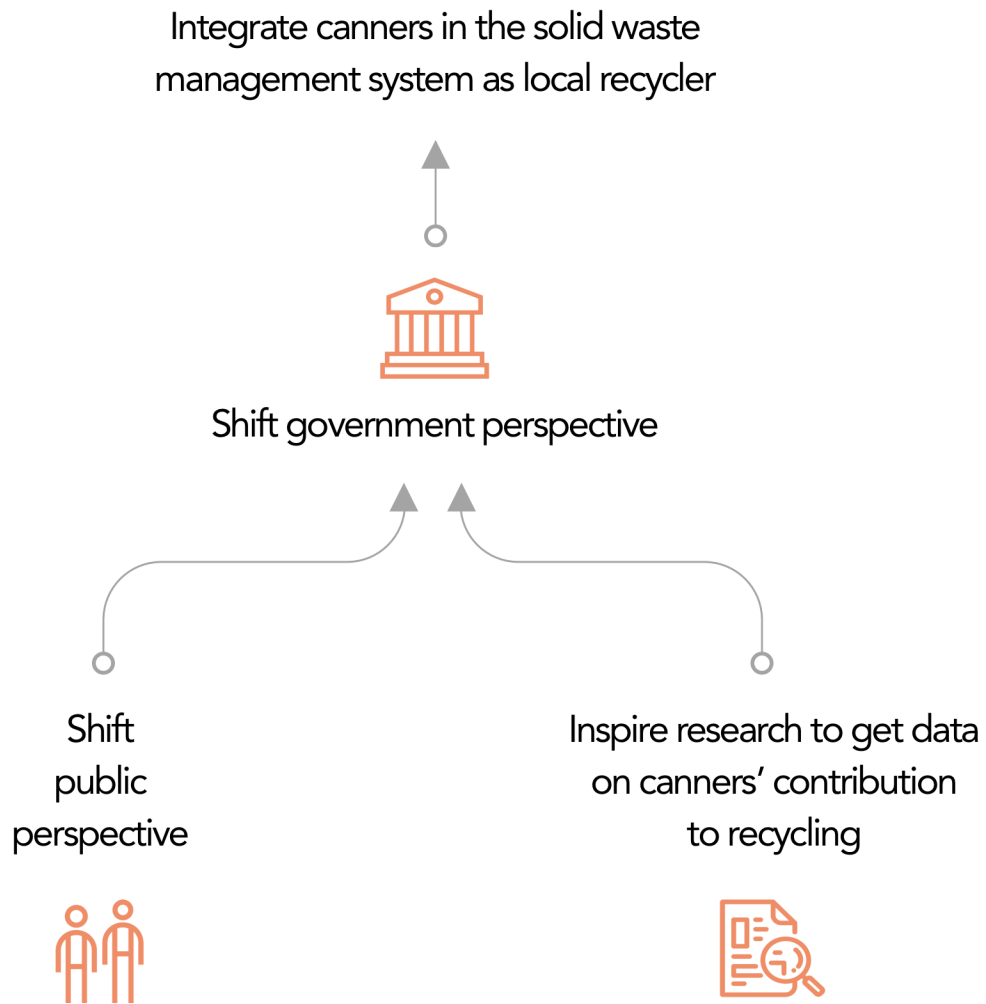 Integrate canners in the solid waste
management system as local recycler
Shift government perspective
Shift
public
perspective
Inspire research to get data
on canners’ contribution
to recycling